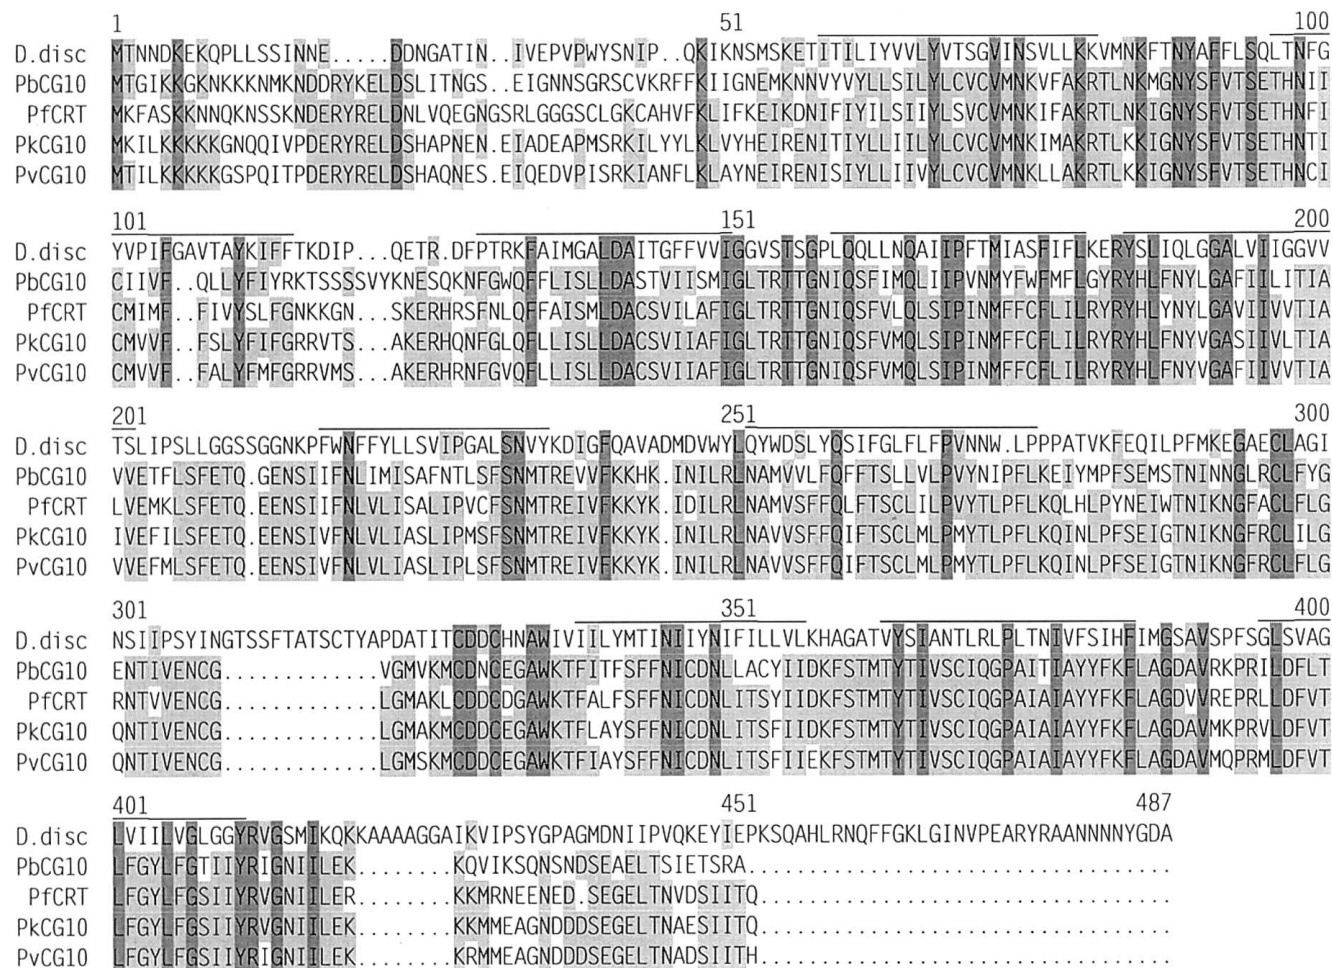 1 51 100
D.disc MTNNDKEKQPLLSSINNE.....DDNGATIN..IVEPVPWYSNIP..QKIKNSMSKETITILIYVVLYVTSGVINSVLLKKVMNKFTNYAFFLSQLTNFG
PbCG10 MTGIKKGKNKKKNMKNDDRYKELDSLITNGS..EIGNNSGRSCVKRFFKIIGNEMKNNVYVYLLSILYLCVCVMNKVFAKRTLNKMGNYSFVTSETHNII
PfCRT MKFASKKNNQKNSSKNDERYRELDNLVQEGNGSRLGGGSCLGKCAHVFKLIFKEIKDNIFIYILSIIYLSVCVMNKIFAKRTLNKIGNYSFVTSETHNFI
PkCG10 MKILKKKKKKGNQQIVPDERYRELDSHAPNEN.EIADEAPMSRKILYYLKLVYHEIRENITIYLLIILYLCVCVMNKIMAKRTLKKIGNYSFVTSETHNTI
PvCG10 MTILKKKKKKGSPQITPDERYRELDSHAQNES.EIQEDVPISRKIANFLKLAYNEIRENISIYLLIIVYLCVCVMNKLLAKRTLKKIGNYSFVTSETHNCI
101 151 200
D.disc YVPIFGAVTAYKIFFTKDIP...QETR.DFPTRKFAIMGALDAITGFFVVIGGVSTSGPLQQLLNQAIIPFTMIASFIFLKERYSLIQLGGALVIIGGVV
PbCG10 CIIVF..QLLYFIYRKTSSSSVYKNESQKNFGWQFFLISLLDASTVIISMIGLTRTTGNIQSFIMQLIIPVNMYFWFMFLGYRYHLFNYLGAFIILITIA
PfCRT CMIMF..FIVYSLFGNKKGN...SKERHRSFNLQFFAISMLDACSVILAFIGLTRTTGNIQSFVLQLSIPINMFFCFLILRYRYHLYNYLGAVIIVVTIA
PkCG10 CMVVF..FSLYFIFGRRVTS...AKERHQNFGLQFLLISLLDACSVIIAFIGLTRTTGNIQSFVMQLSIPINMFFCFLILRYRYHLFNYVGASIIVLTIA
PvCG10 CMVVF..FALYFMFGRRVMS...AKERHRNFGVQFLLISLLDACSVIIAFIGLTRTTGNIQSFVMQLSIPINMFFCFLILRYRYHLFNYVGAFIIVVTIA
201 251 300
D.disc TSLIPSLLGGSSGGNKPFWNFFYLLSVIPGALSNVYKDIGFQAVADMDVWYLQYWDSLYQSIFGLFLFPVNNW.LPPPATVKFEQILPFMKEGAECLAGI
PbCG10 VVETFLSFETQ.GENSIIFNLIMISAFNTLSFSNMTREVVFKKHK.INILRLNAMVVLFQFFTSLLVLPVYNIPFLKEIYMPFSEMSTNINNGLRCLFYG
PfCRT LVEMKLSFETQ.EENSIIFNLVLISALIPVCFSNMTREIVFKKYK.IDILRLNAMVSFFQLFTSCLILPVYTLPFLKQLHLPYNEIWTNIKNGFACLFLG
PkCG10 IVEFILSFETQ.EENSIVFNLVLIASLIPMSFSNMTREIVFKKYK.INILRLNAVVSFFQIFTSCLMLPMYTLPFLKQINLPFSEIGTNIKNGFRCLILG
PvCG10 VVEFMLSFETQ.EENSIVFNLVLIASLIPLSFSNMTREIVFKKYK.INILRLNAVVSFFQIFTSCLMLPMYTLPFLKQINLPFSEIGTNIKNGFRCLFLG
301 351 400
D.disc NSIIPSYINGTSSFTATSCTYAPDATITCDDCHNAWIVIILYMTINIIYNIFILLVLKHAGATVYSIANTLRLPLTNIVFSIHFIMGSAVSPFSGLSVAG
PbCG10 ENTIVENCG.............VGMVKMCDNCEGAWKTFITFSFFNICDNLLACYIIDKFSTMTYTIVSCIQGPAITIAYYFKFLAGDAVRKPRILDFLT
PfCRT RNTVVENCG.............LGMAKLCDDCDGAWKTFALFSFFNICDNLITSYIIDKFSTMTYTIVSCIQGPAIAIAYYFKFLAGDVVREPRLLDFVT
PkCG10 QNTIVENCG.............LGMAKMCDDCEGAWKTFLAYSFFNICDNLITSFIIDKFSTMTYTIVSCIQGPAIAIAYYFKFLAGDAVMKPRVLDFVT
PvCG10 QNTIVENCG.............LGMSKMCDDCEGAWKTFIAYSFFNICDNLITSFIIEKFSTMTYTIVSCIQGPAIAIAYYFKFLAGDAVMQPRMLDFVT
401 451 487
D.disc LVIILVGLGGYRVGSMIKQKKAAAAGGAIKVIPSYGPAGMDNIIPVQKEYIEPKSQAHLRNQFFGKLGINVPEARYRAANNNNYGDA
PbCG10 LFGYLFGTIIYRIGNIILEK........KQVIKSQNSNDSEAELTSIETSRA...................................
PfCRT LFGYLFGSIIYRVGNIILER........KKMRNEENED.SEGELTNVDSIITQ..................................
PkCG10 LFGYLFGSIIYRVGNIILEK........KKMMEAGNDDDSEGELTNAESIITQ..................................
PvCG10 LFGYLFGSIIYRIGNIILEK........KRMMEAGNDDDSEGELTNADSIITH..................................